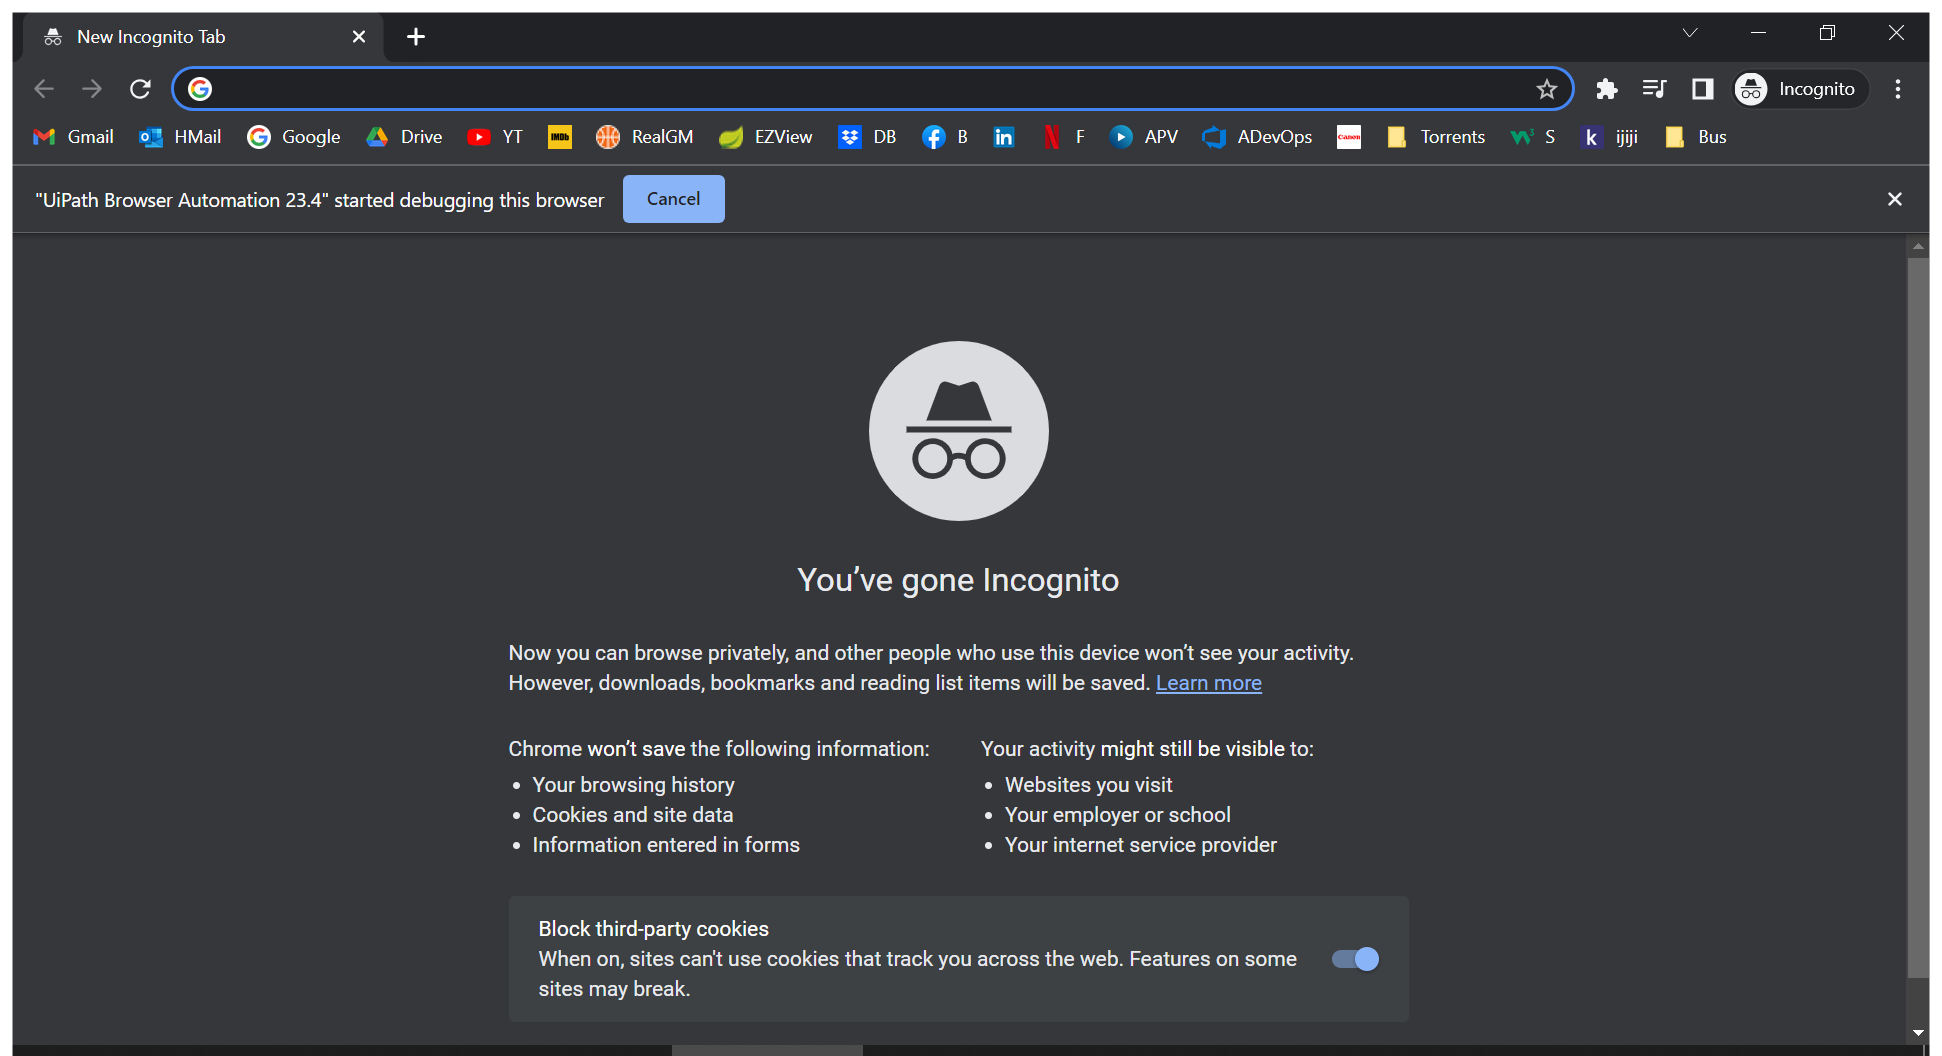 New Incognito Tab
Incognito
Gmail HMail Google Drive YT IMDb RealGM EZView DB B in F APV ADevOps Canon Torrents S k ijiji Bus
"UiPath Browser Automation 23.4" started debugging this browser Cancel
You’ve gone Incognito
Now you can browse privately, and other people who use this device won’t see your activity.
However, downloads, bookmarks and reading list items will be saved. Learn more
Chrome won’t save the following information:
Your browsing history
Cookies and site data
Information entered in forms
Your activity might still be visible to:
Websites you visit
Your employer or school
Your internet service provider
Block third-party cookies
When on, sites can't use cookies that track you across the web. Features on some
sites may break.